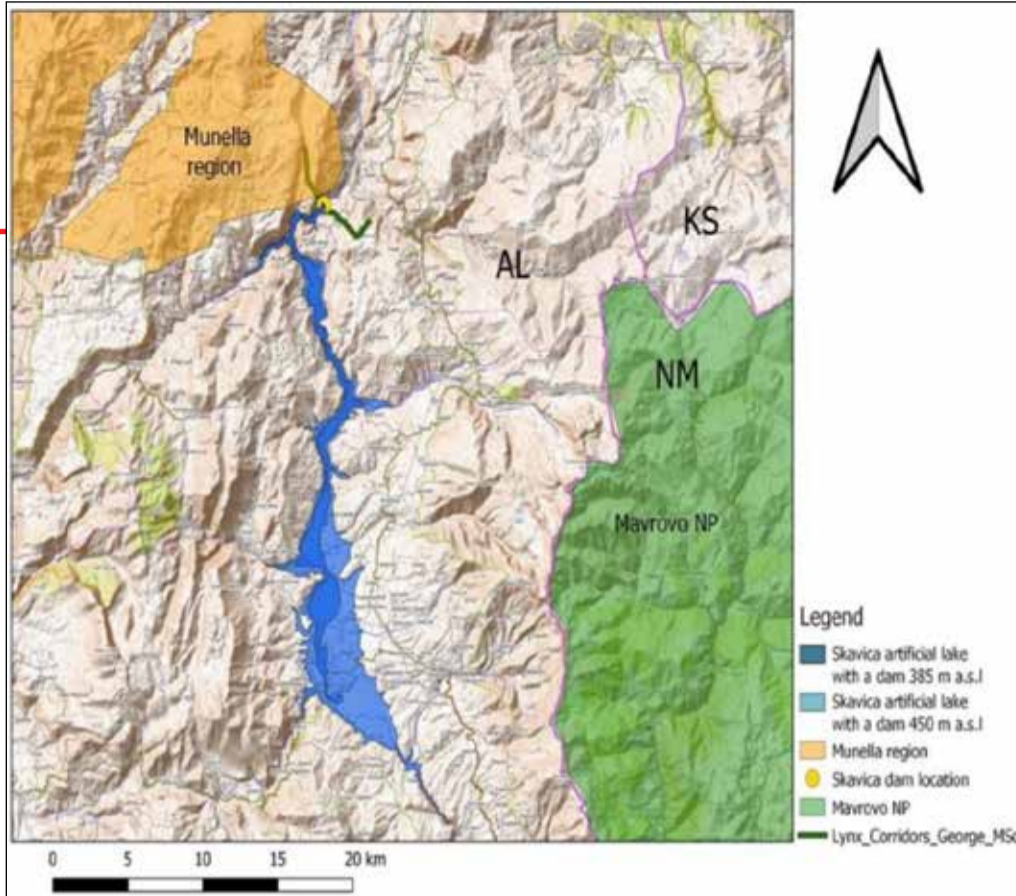 Munella
region
KS
AL
NM
Mavrovo NP
Legend
Skavica artificial lake
with a dam 385 m a.s.l
Skavica artificial lake
with a dam 450 m a.s.l
Munella region
Skavica dam location
Mavrovo NP
Lynx_Corridors_George_MSc
0 5 10 15 20 km